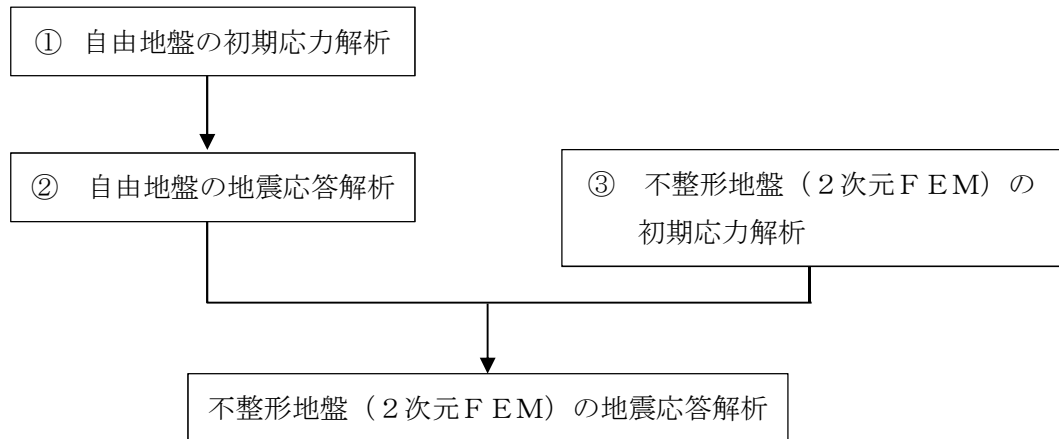 ① 自由地盤の初期応力解析
② 自由地盤の地震応答解析
③ 不整形地盤（２次元ＦＥＭ）の
初期応力解析
不整形地盤（２次元ＦＥＭ）の地震応答解析